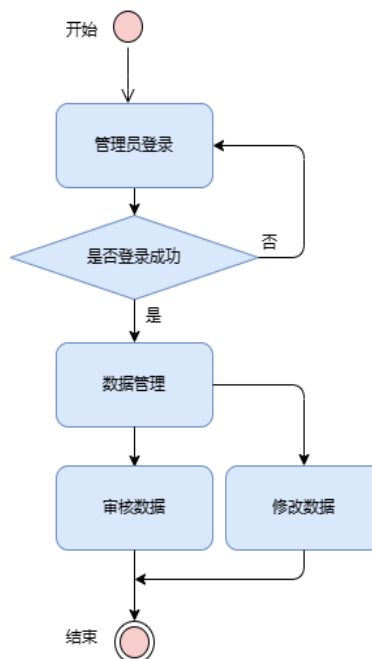 开始
管理员登录
是否登录成功
否
是
数据管理
审核数据
修改数据
结束